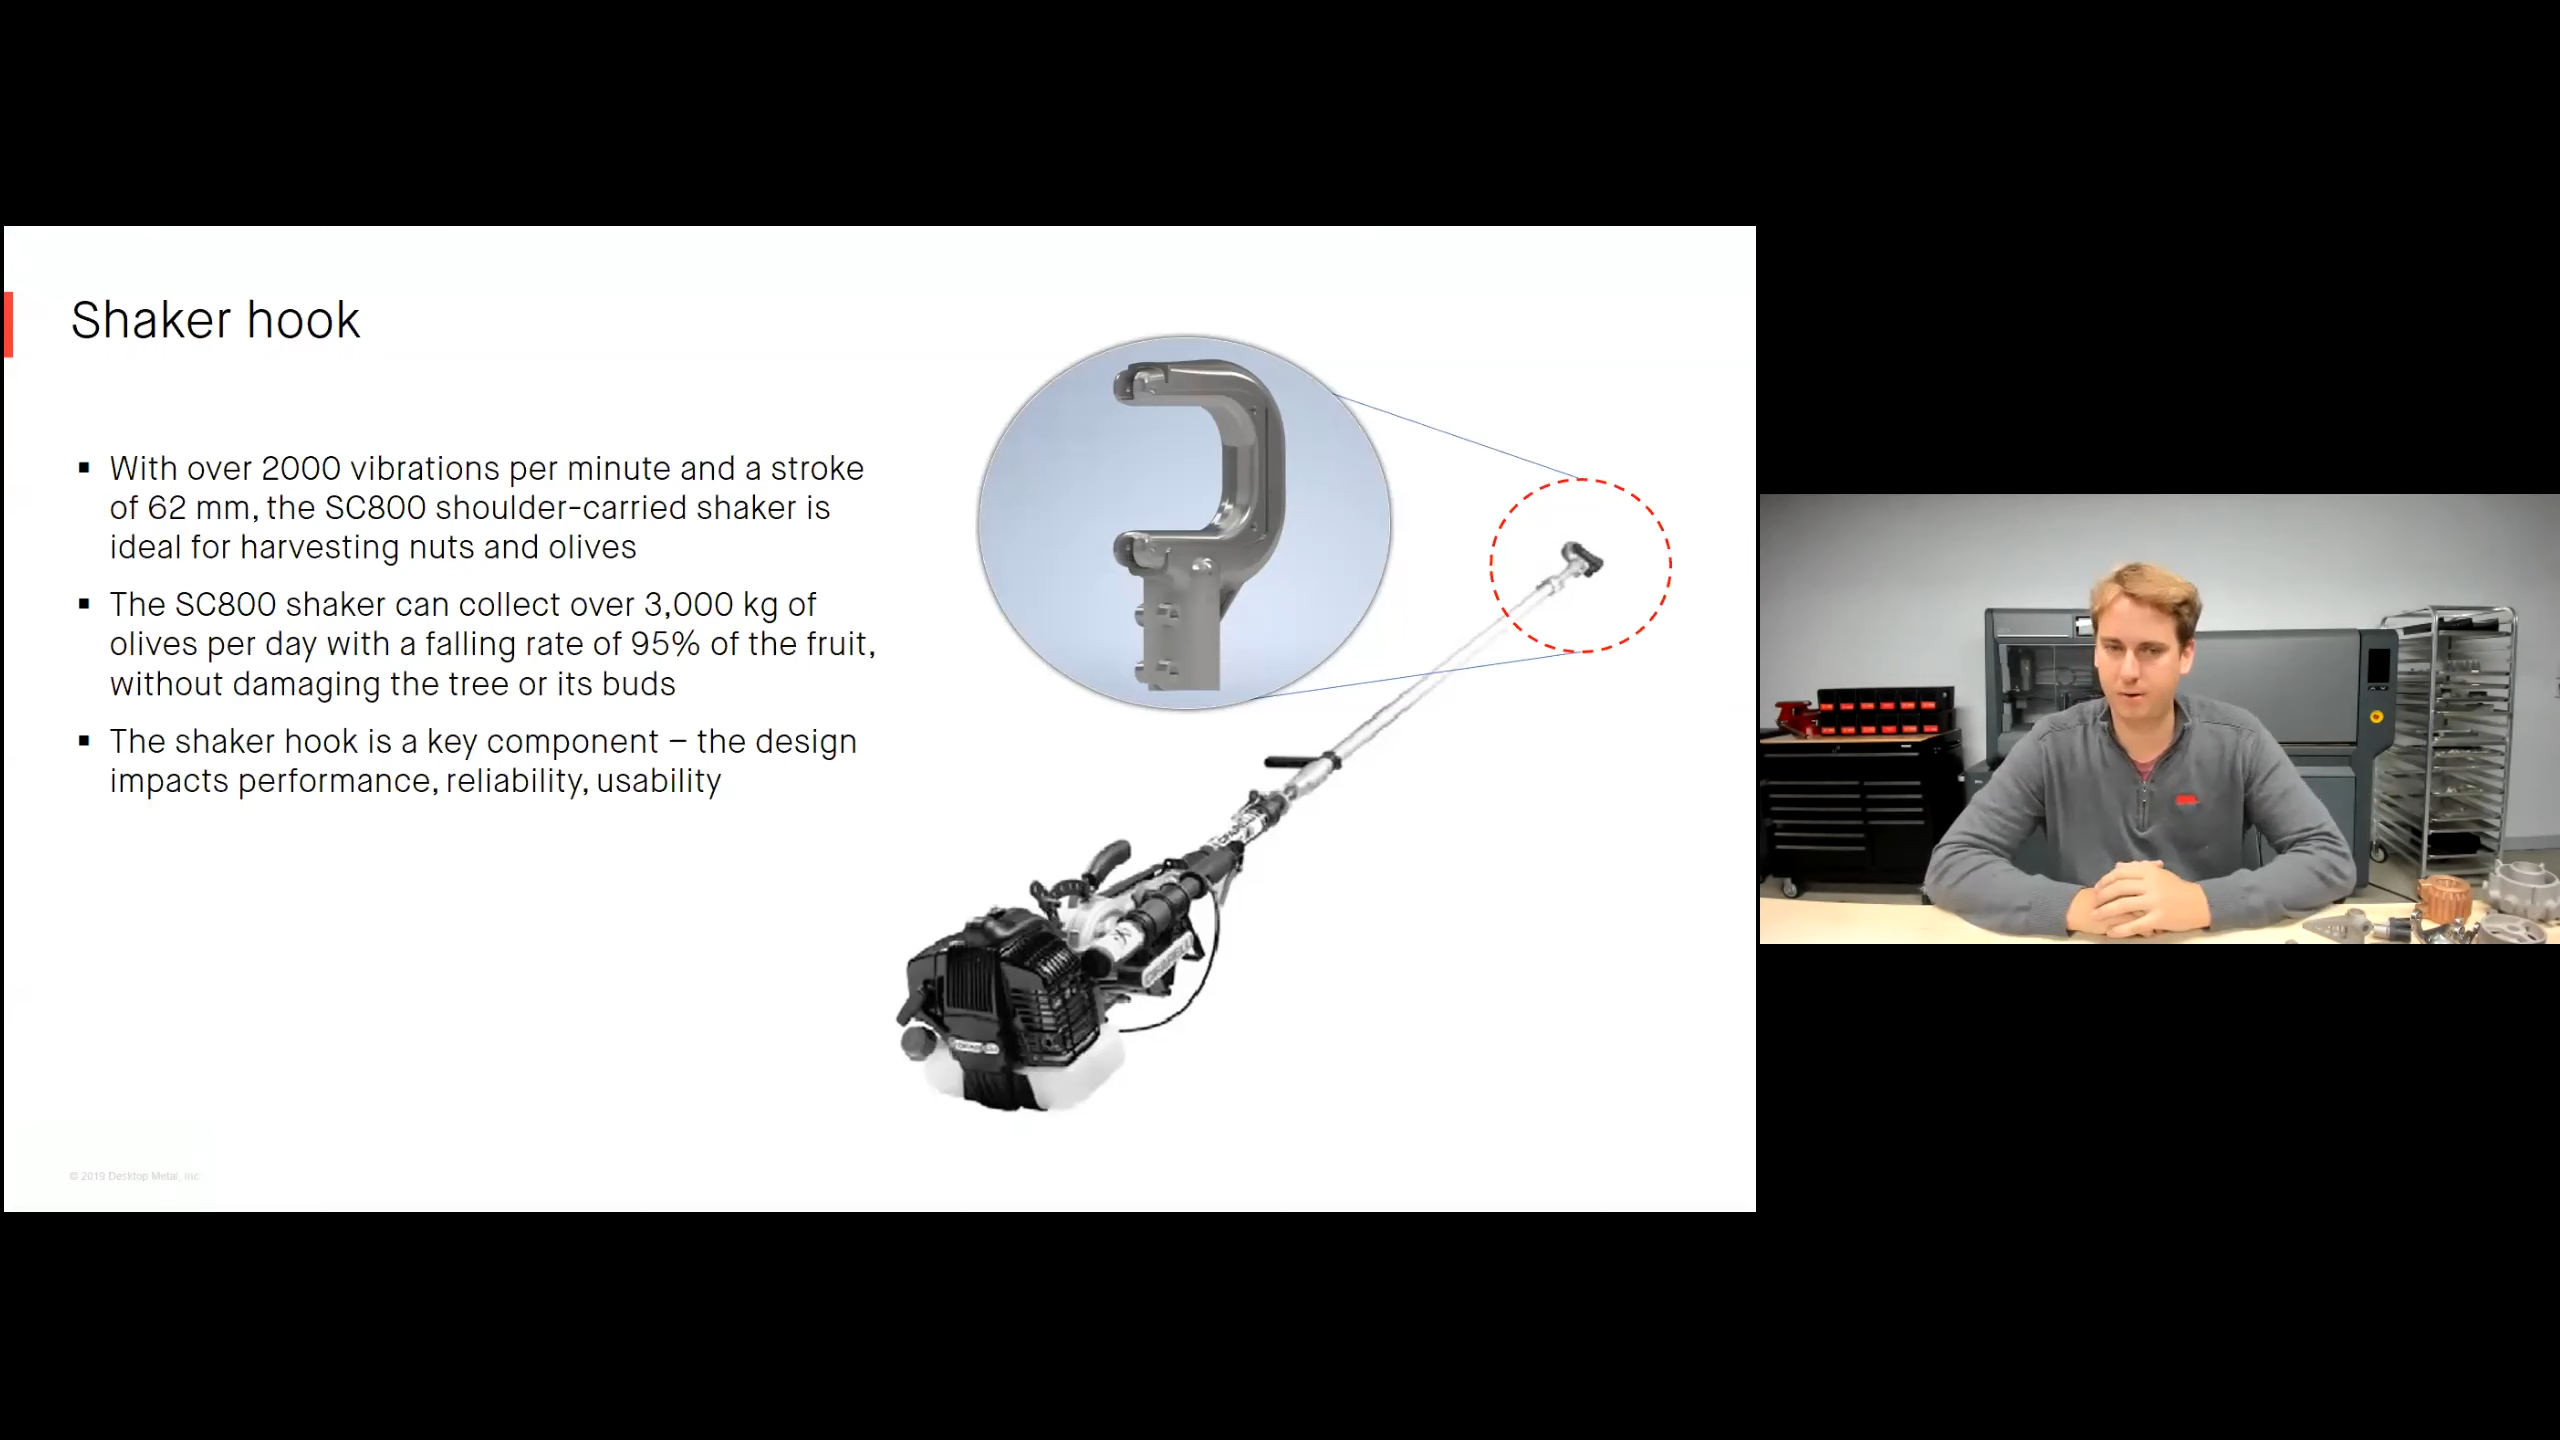 Shaker hook
▪ With over 2000 vibrations per minute and a stroke
of 62 mm, the SC800 shoulder-carried shaker is
ideal for harvesting nuts and olives
▪ The SC800 shaker can collect over 3,000 kg of
olives per day with a falling rate of 95% of the fruit,
without damaging the tree or its buds
▪ The shaker hook is a key component – the design
impacts performance, reliability, usability
© 2019 Desktop Metal, Inc